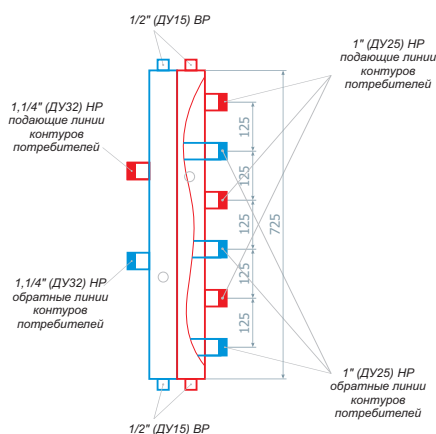 1/2" (ДУ15) ВР
1" (ДУ25) НР
подающие линии
контуров
потребителей
1,1/4" (ДУ32) НР
подающие линии
контуров
потребителей
125
125
125
725
125
125
1,1/4" (ДУ32) НР
обратные линии
контуров
потребителей
1" (ДУ25) НР
обратные линии
контуров
потребителей
1/2" (ДУ15) ВР